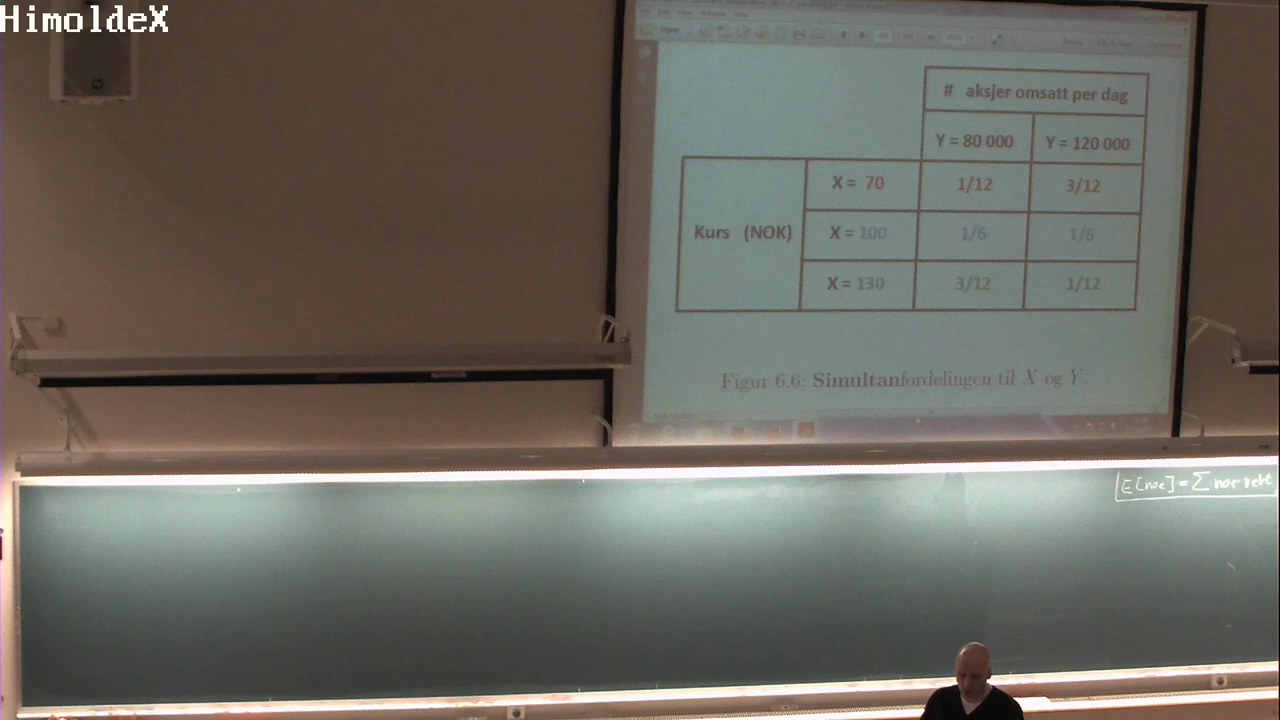 HimoldeX
# aksjer omsatt per dag
Y = 80 000 Y = 120 000
X = 70 1/12 3/12
Kurs (NOK) X = 100 1/6 1/6
X = 130 3/12 1/12
Figur 6.6: Simultanfordelingen til X og Y.
E[noe] = Σ noe